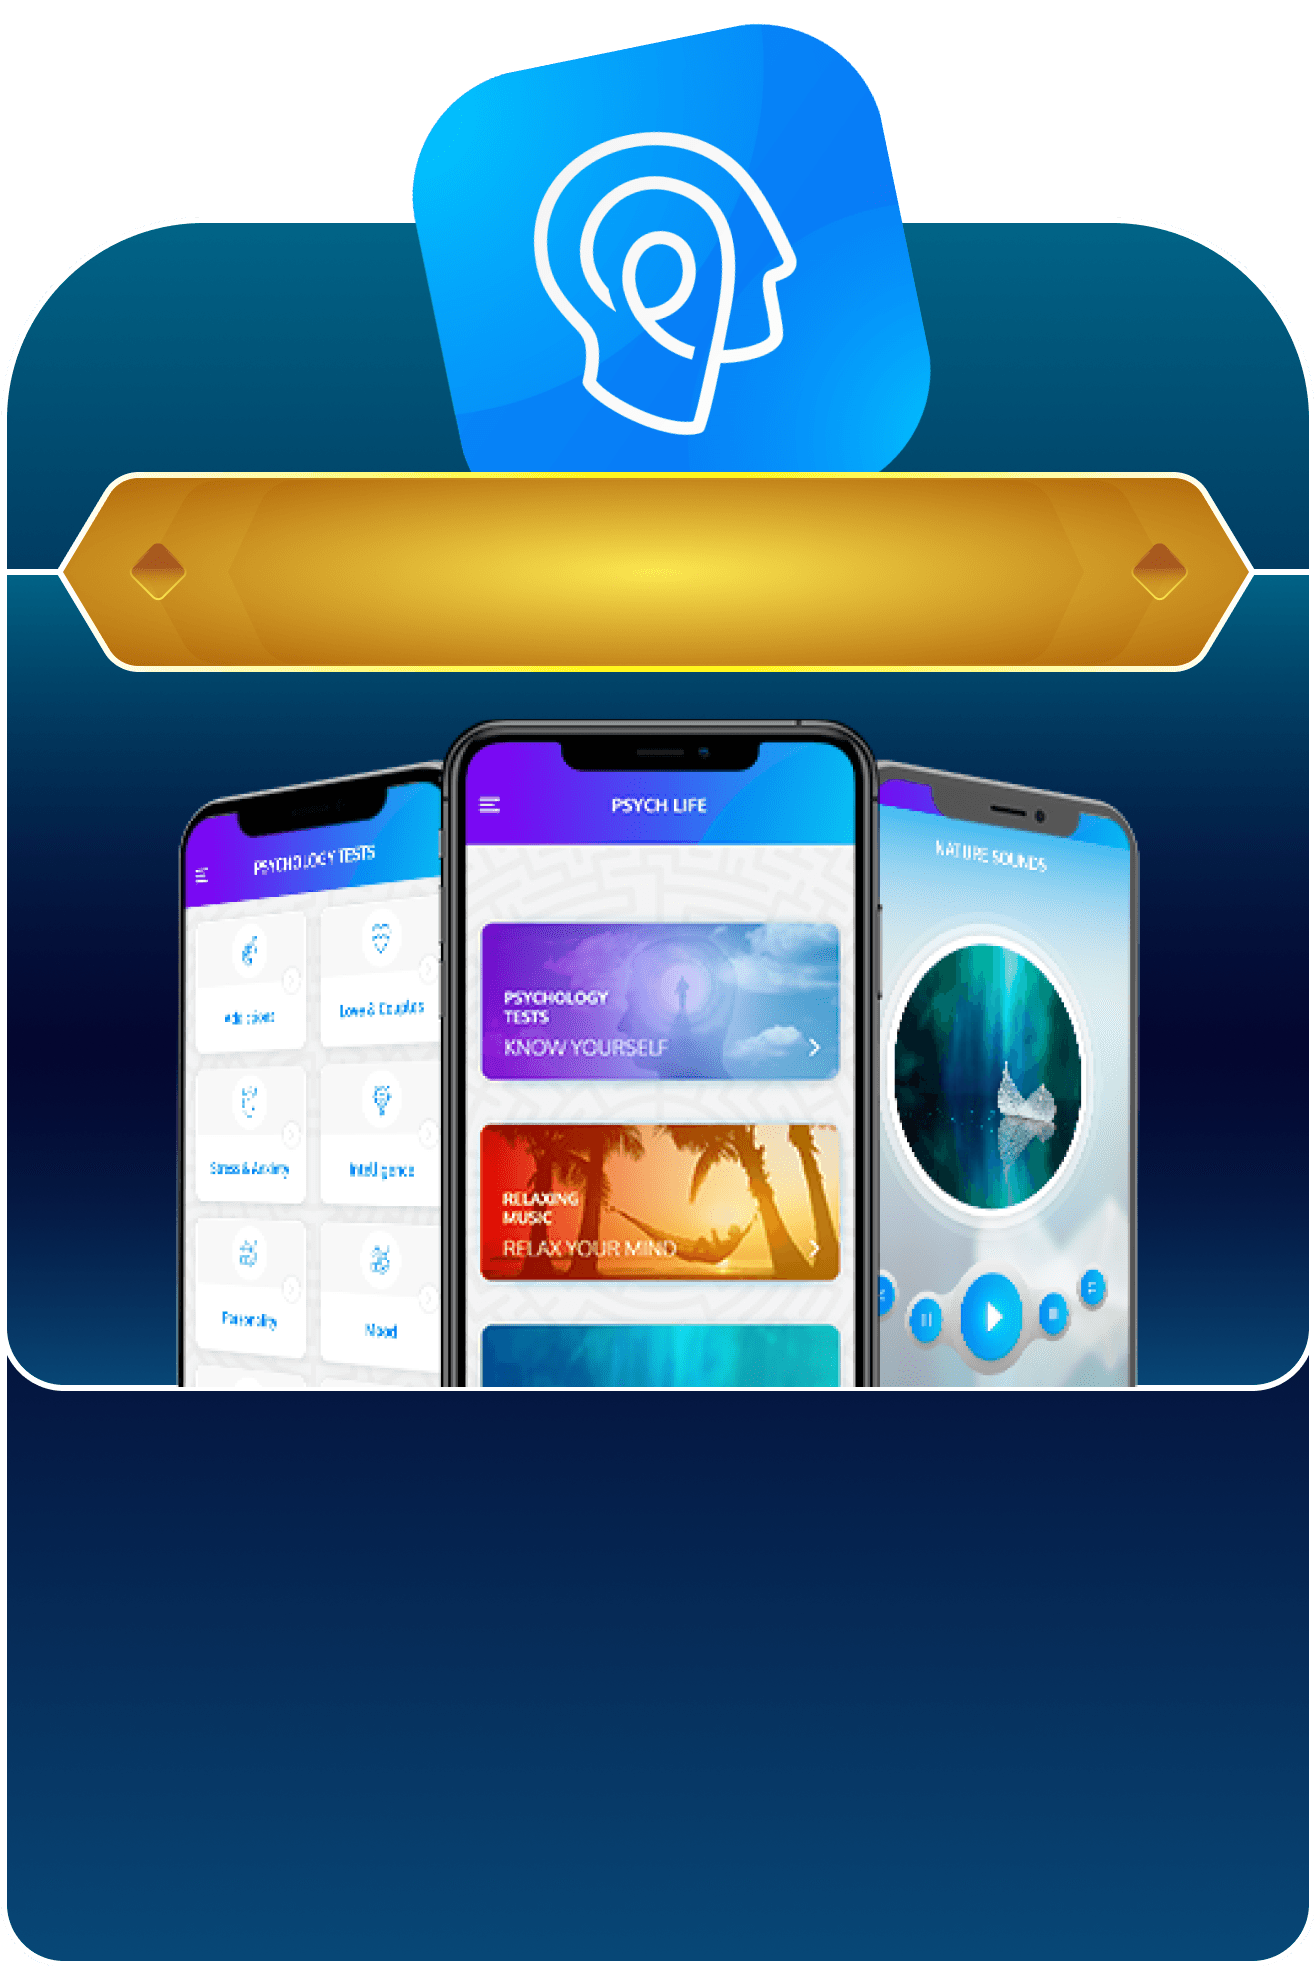 PSYCHOLOGY TESTS
Addictions
Love & Couples
Stress & Anxiety
Intelligence
Personality
Mood
PSYCH LIFE
PSYCHOLOGY
TESTS
KNOW YOURSELF
RELAXING
MUSIC
RELAX YOUR MIND
NATURE SOUNDS